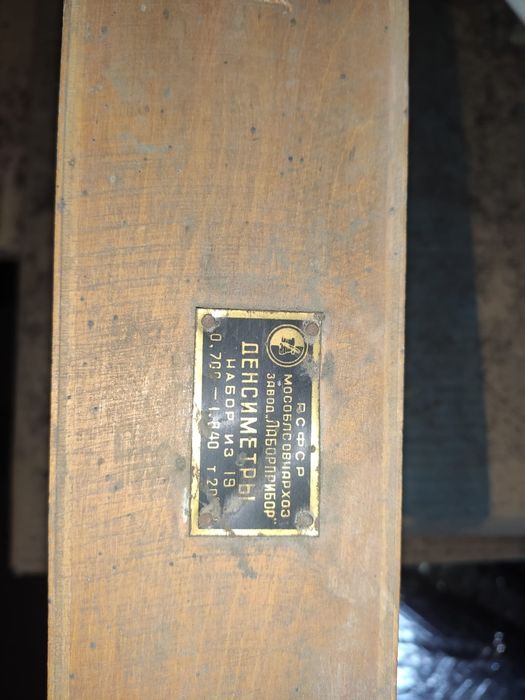 РСФСР
МОСОБЛСОВНАРХОЗ
ЗАВОД „ЛАБОРПРИБОР"
ДЕНСИМЕТРЫ
НАБОР ИЗ 19
0,700 — 1,840 Т 20°